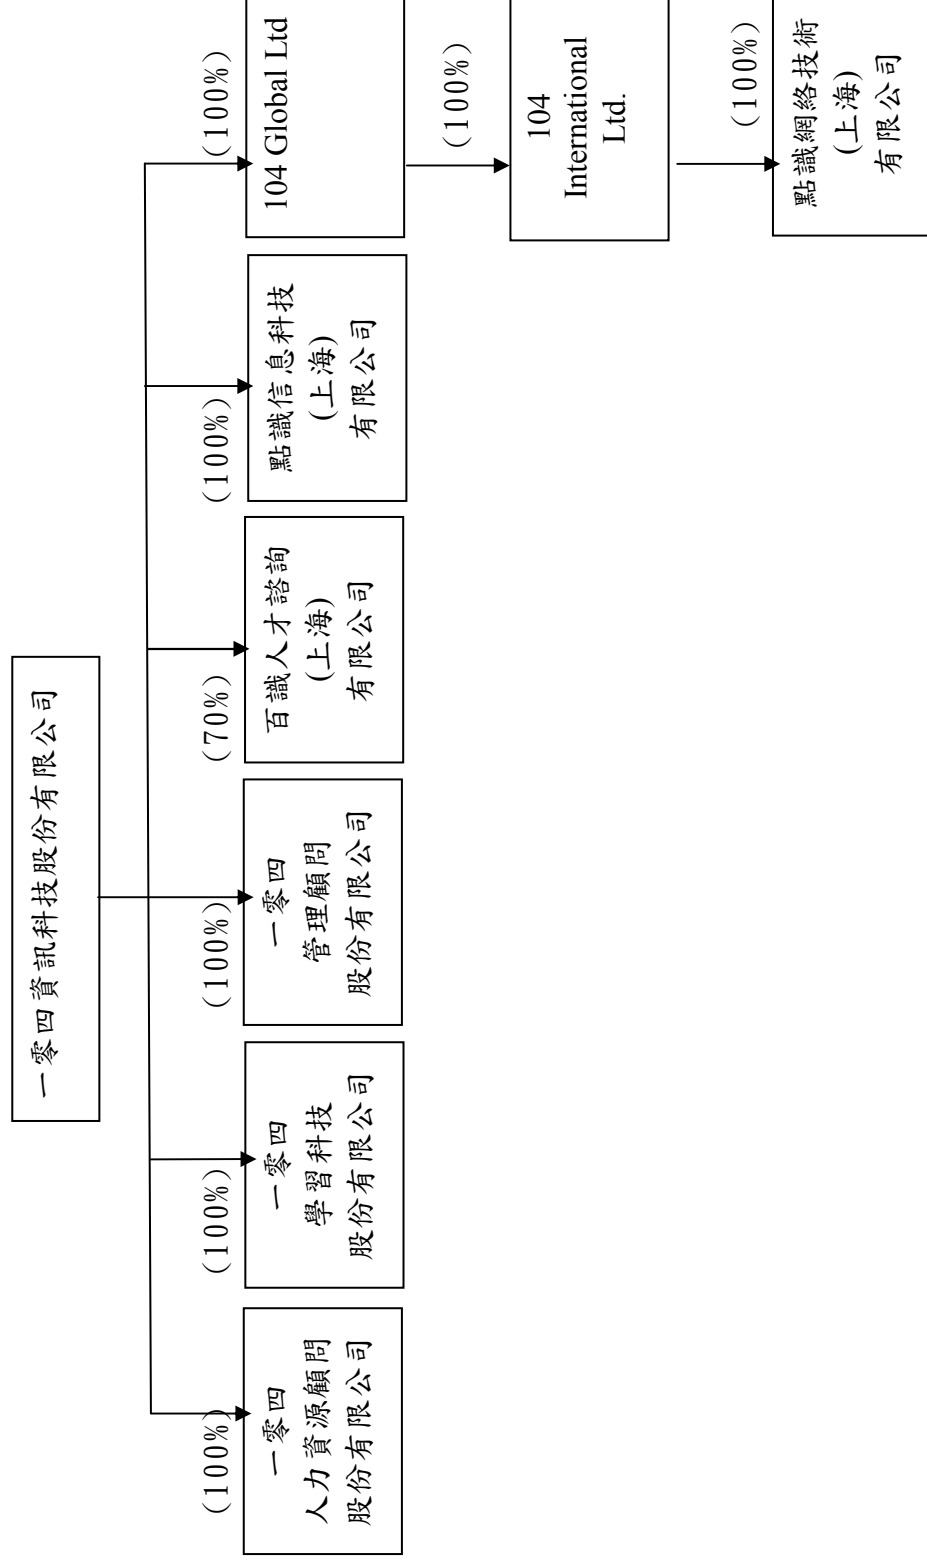 一零四資訊科技股份有限公司
(100%)
一零四
人力資源顧問
股份有限公司
(100%)
一零四
學習科技
股份有限公司
(100%)
一零四
管理顧問
股份有限公司
(70%)
百識人才諮詢
(上海)
有限公司
(100%)
點識信息科技
(上海)
有限公司
(100%)
104 Global Ltd
(100%)
104
International
Ltd.
(100%)
點識網絡技術
(上海)
有限公司